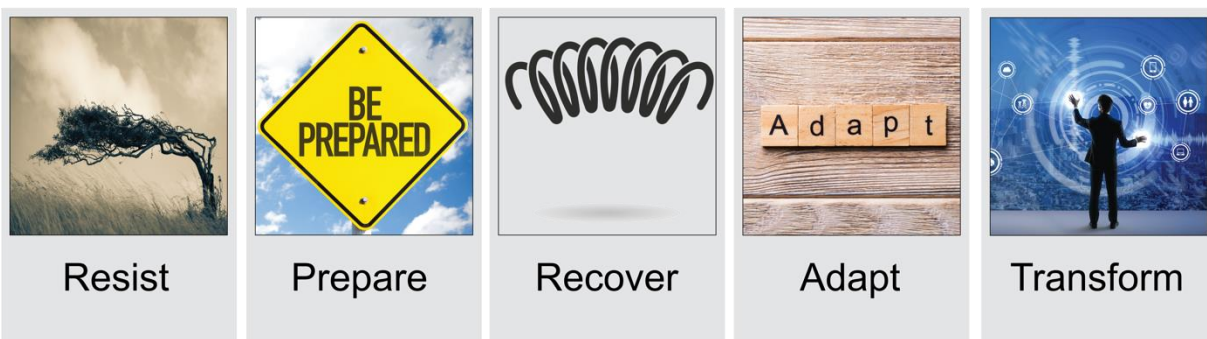 BE
PREPARED
Adapt
Resist
Prepare
Recover
Adapt
Transform